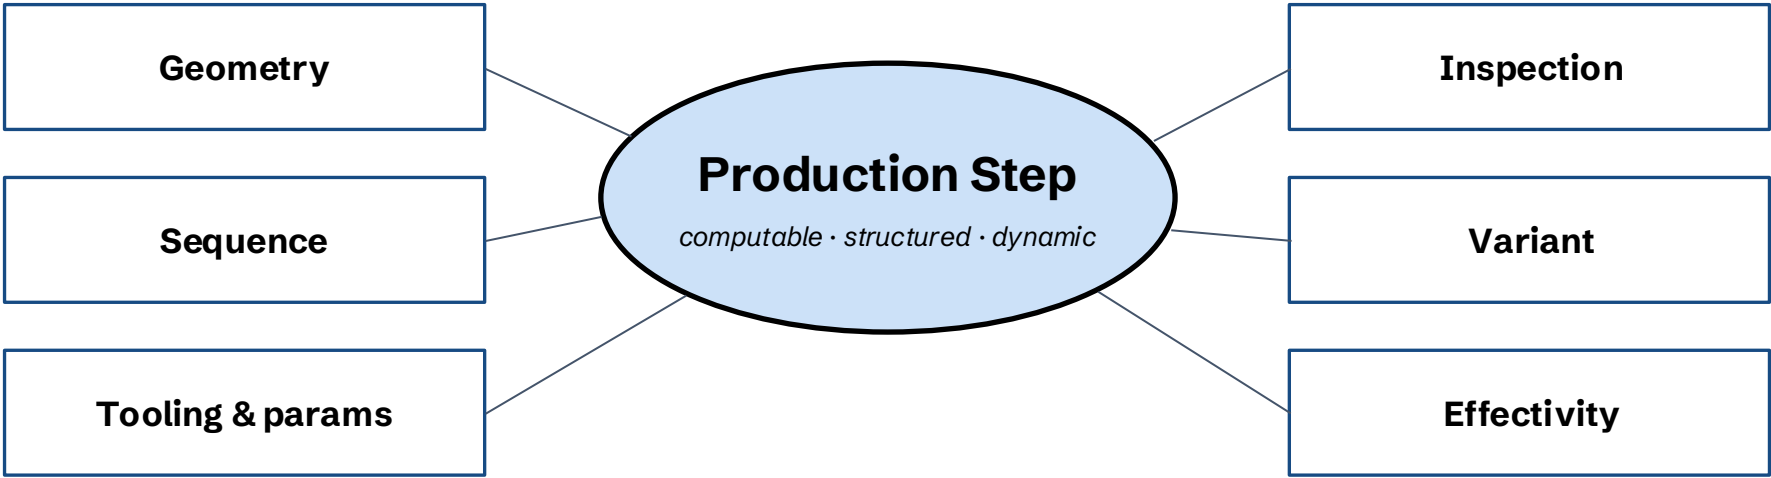 Geometry
Sequence
Tooling & params
Production Step
computable · structured · dynamic
Inspection
Variant
Effectivity